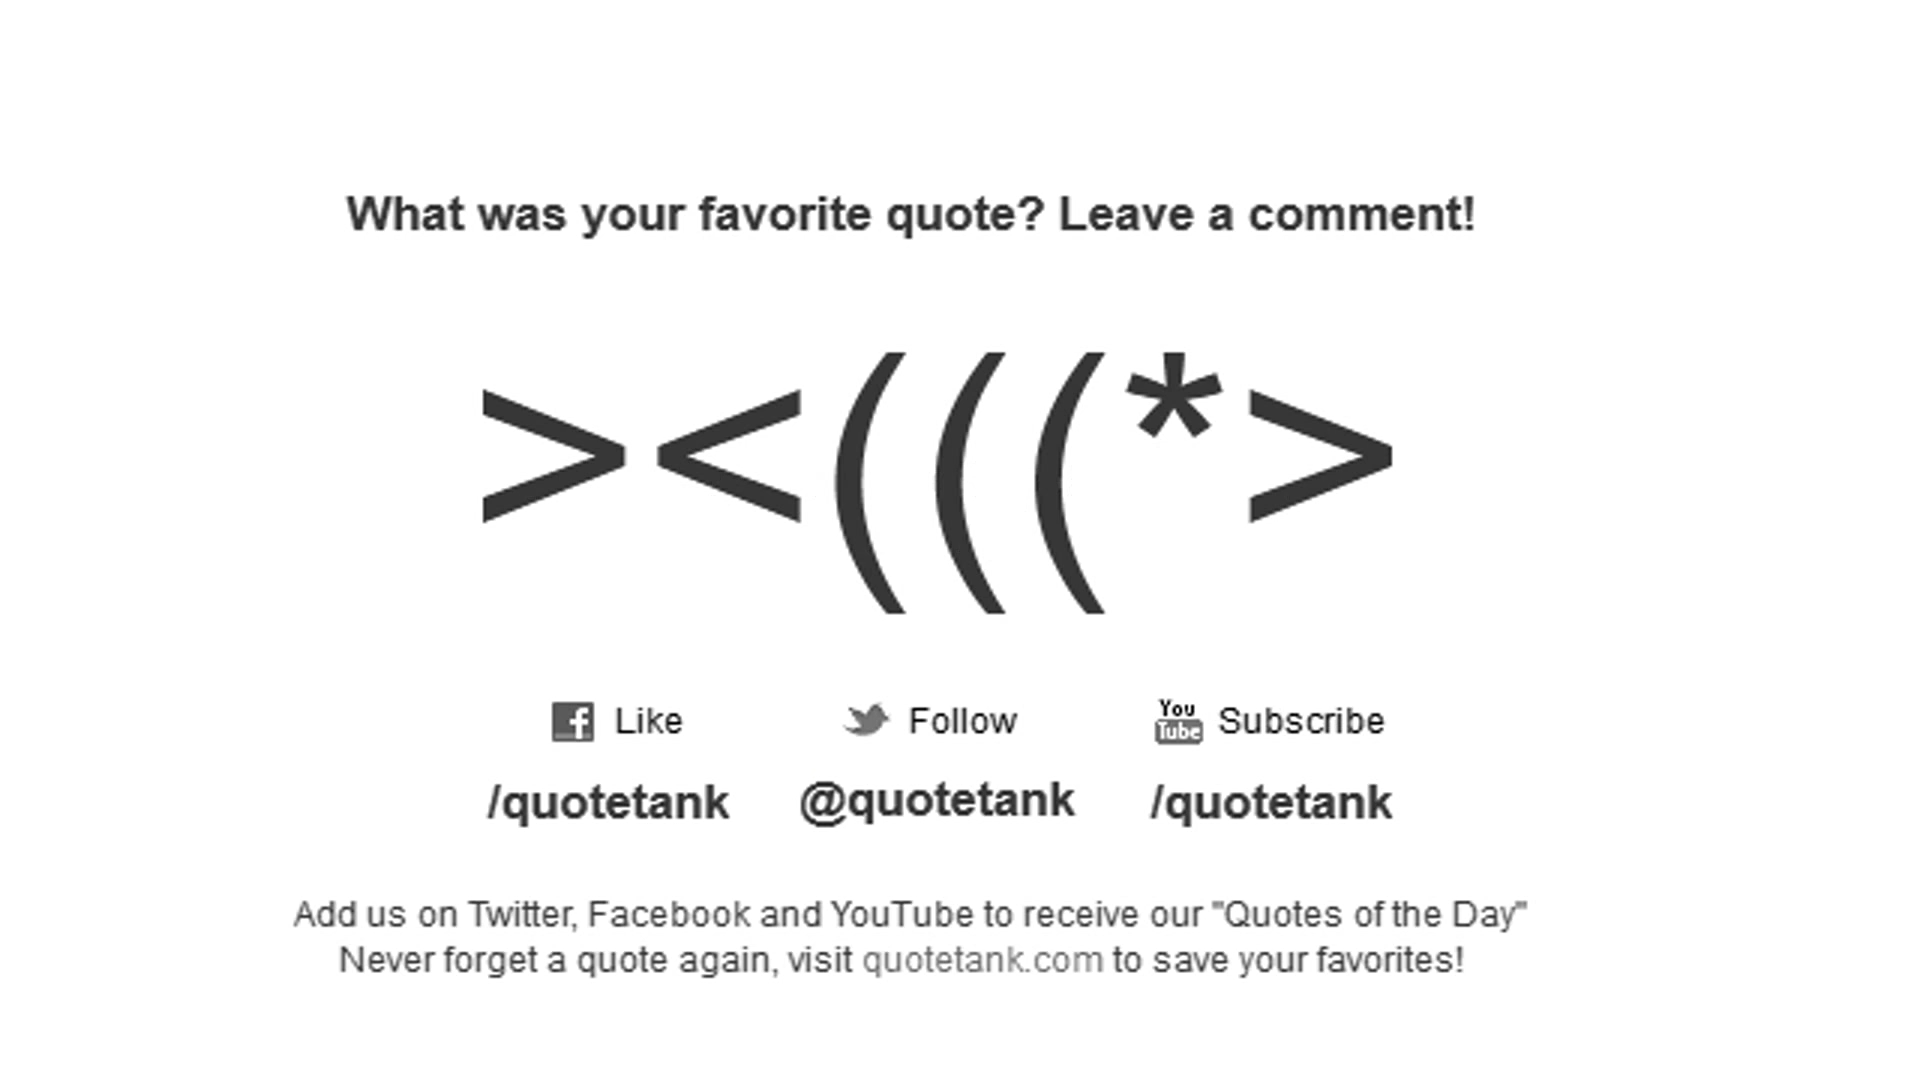 What was your favorite quote? Leave a comment!
><(((*>
f Like
Follow
You Tube Subscribe
/quotetank
@quotetank
/quotetank
Add us on Twitter, Facebook and YouTube to receive our "Quotes of the Day"
Never forget a quote again, visit quotetank.com to save your favorites!